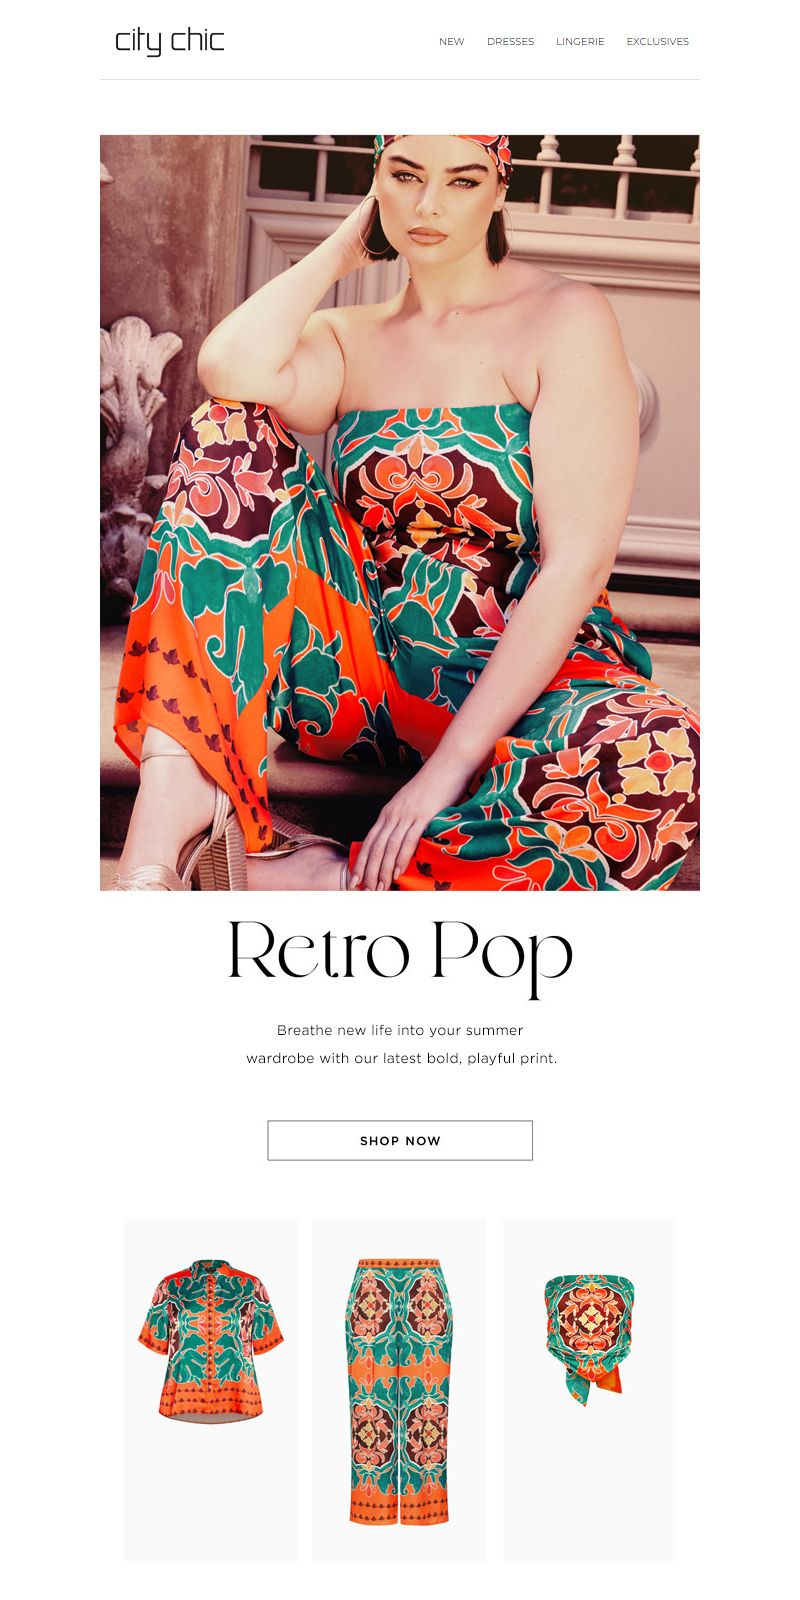 city chic
NEW DRESSES LINGERIE EXCLUSIVES
Retro Pop
Breathe new life into your summer
wardrobe with our latest bold, playful print.
SHOP NOW